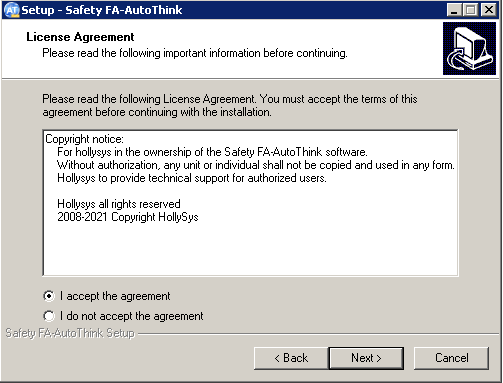 AT Setup - Safety FA-AutoThink
License Agreement
Please read the following important information before continuing.
Please read the following License Agreement. You must accept the terms of this
agreement before continuing with the installation.
Copyright notice:
For hollysys in the ownership of the Safety FA-AutoThink software.
Without authorization, any unit or individual shall not be copied and used in any form.
Hollysys to provide technical support for authorized users.
Hollysys all rights reserved
2008-2021 Copyright HollySys
I accept the agreement
I do not accept the agreement
Safety FA-AutoThink Setup
< Back
Next >
Cancel